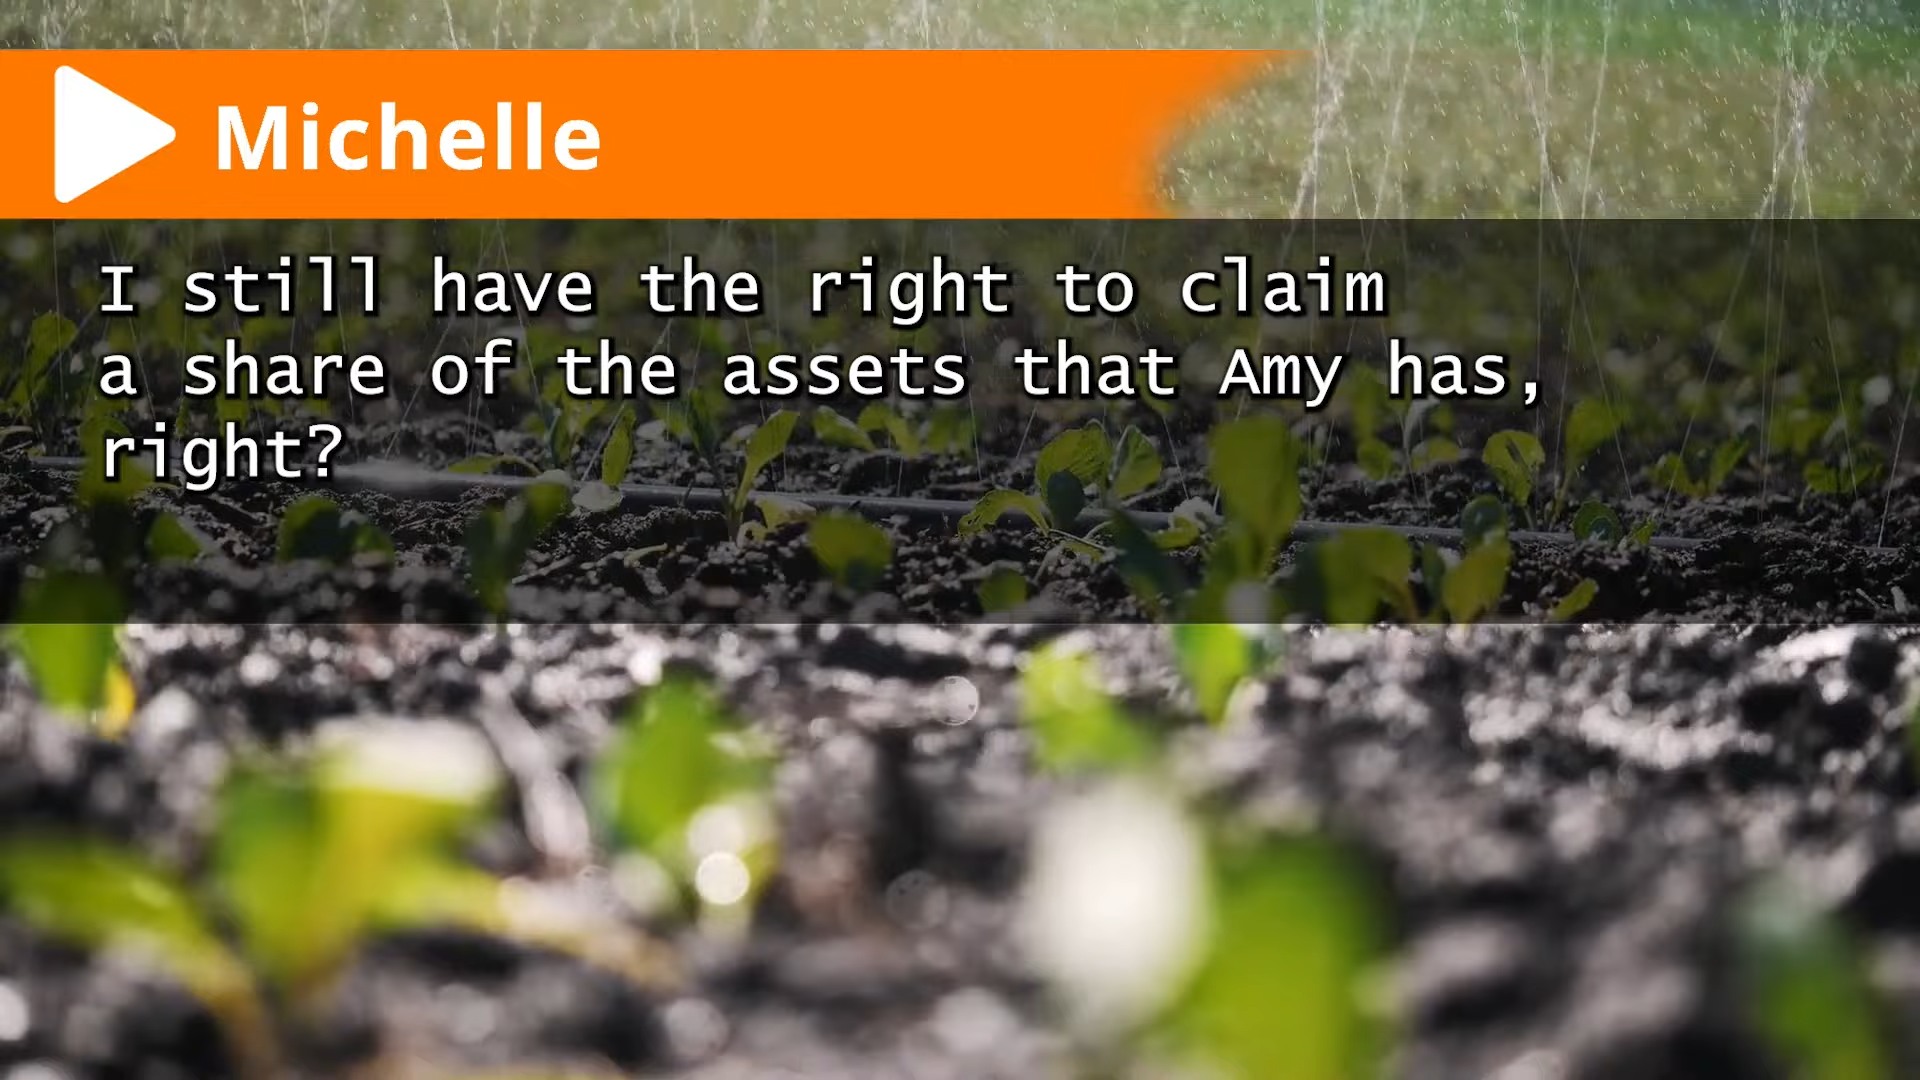 Michelle
I still have the right to claim
a share of the assets that Amy has,
right?